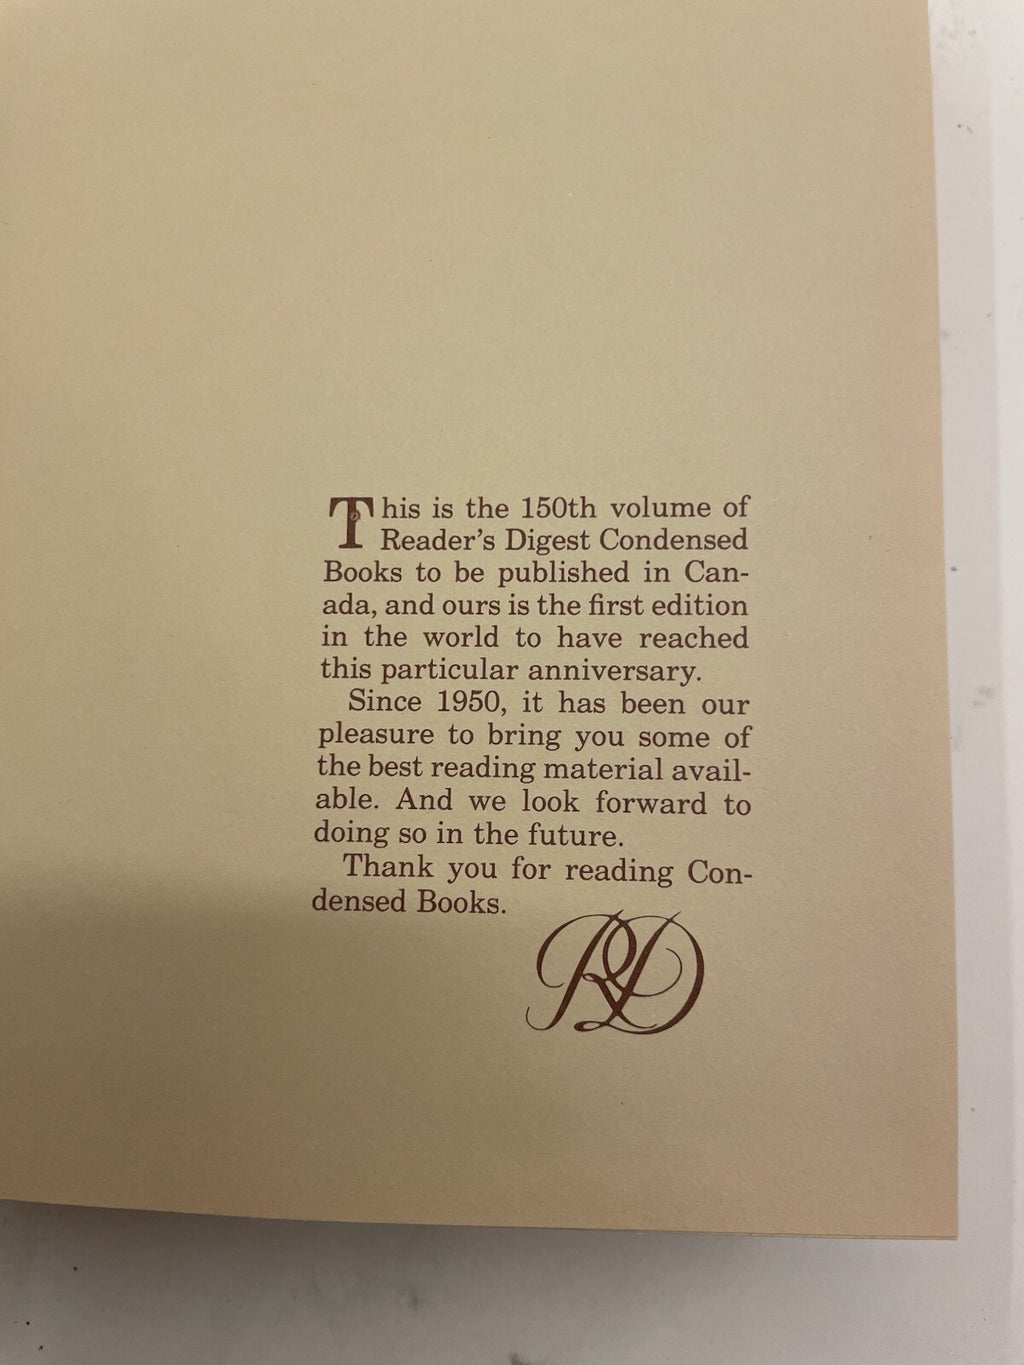 This is the 150th volume of
Reader's Digest Condensed
Books to be published in Can-
ada, and ours is the first edition
in the world to have reached
this particular anniversary.
Since 1950, it has been our
pleasure to bring you some of
the best reading material avail-
able. And we look forward to
doing so in the future.
Thank you for reading Con-
densed Books.
RD